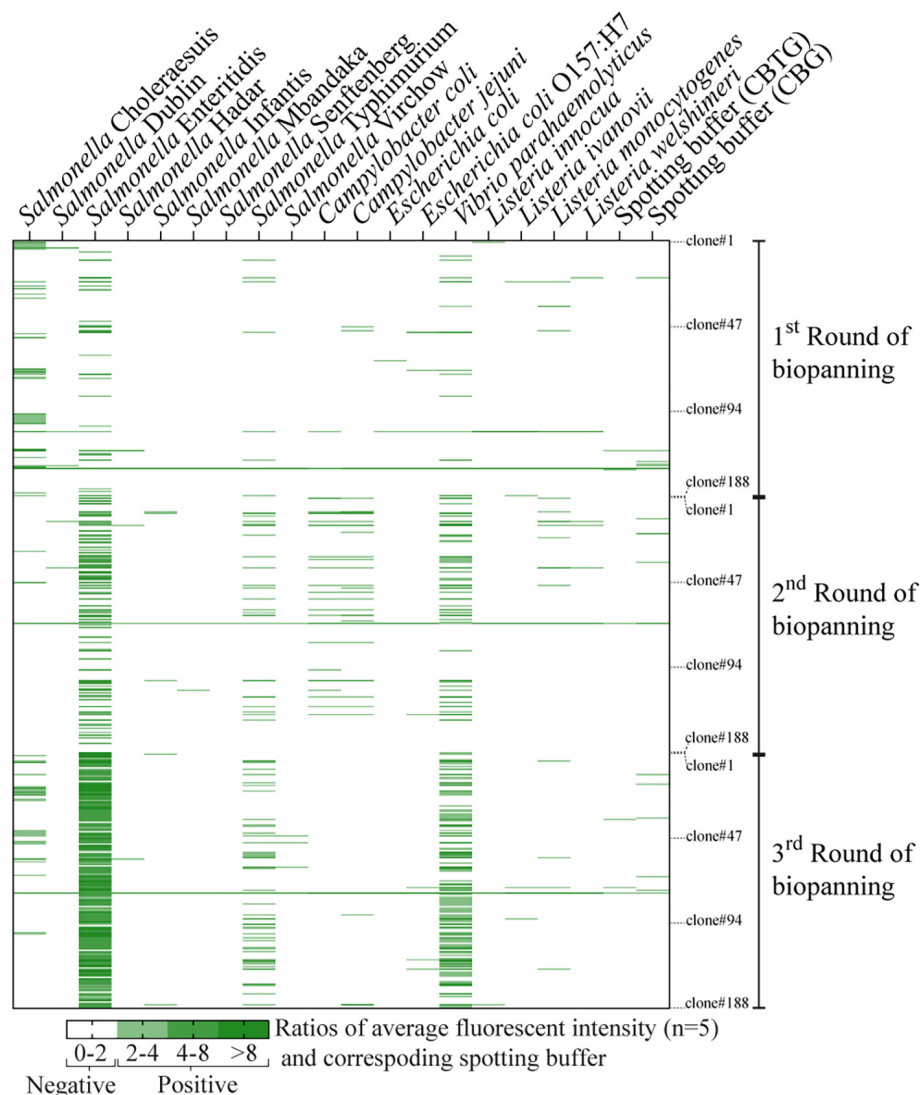 Salmonella Choleraesuis
Salmonella Dublin
Salmonella Enteritidis
Salmonella Hadar
Salmonella Infantis
Salmonella Mbandaka
Salmonella Senftenberg
Salmonella Typhimurium
Salmonella Virchow
Campylobacter coli
Campylobacter jejuni
Escherichia coli
Escherichia coli O157:H7
Vibrio parahaemolyticus
Listeria innocua
Listeria ivanovii
Listeria monocytogenes
Listeria welshimeri
Spotting buffer (CBTG)
Spotting buffer (CBG)
clone#1
clone#47
1st Round of
biopanning
clone#94
clone#188
clone#1
clone#47
2nd Round of
biopanning
clone#94
clone#188
clone#1
clone#47
3rd Round of
biopanning
clone#94
clone#188
Ratios of average fluorescent intensity (n=5)
0-2 2-4 4-8 >8 and correspoding spotting buffer
Negative Positive